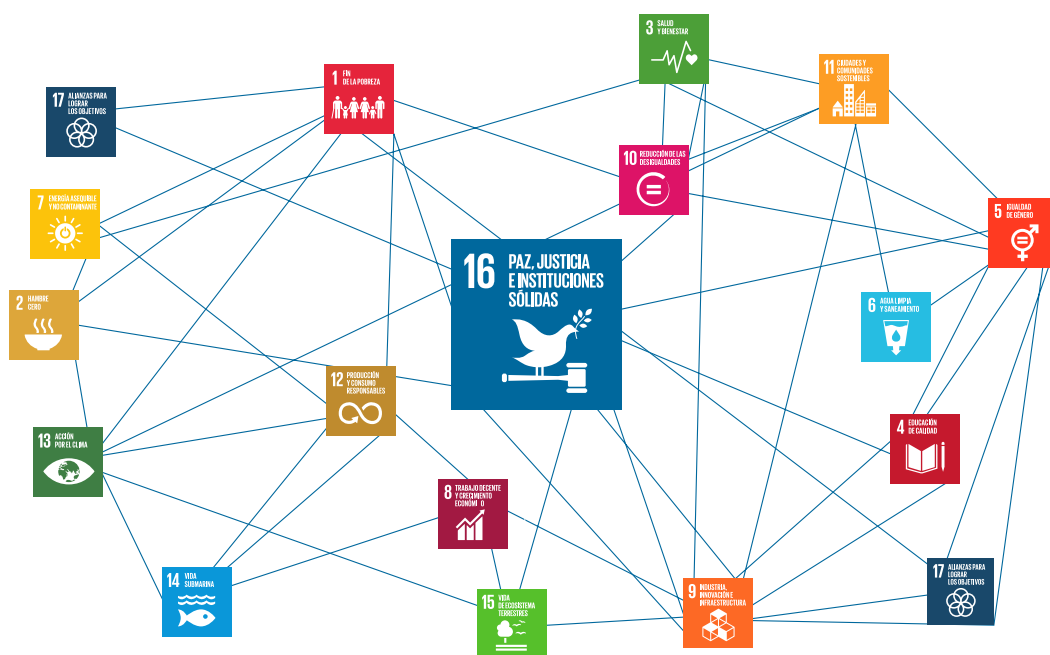 3 SALUD
Y BIENESTAR
11 CIUDADES Y
COMUNIDADES
SOSTENIBLES
1 FIN
DE LA POBREZA
17 ALIANZAS PARA
LOGRAR
LOS OBJETIVOS
10 REDUCCIÓN DE LAS
DESIGUALDADES
7 ENERGÍA ASEQUIBLE
Y NO CONTAMINANTE
5 IGUALDAD
DE GÉNERO
16 PAZ, JUSTICIA
E INSTITUCIONES
SÓLIDAS
2 HAMBRE
CERO
6 AGUA LIMPIA
Y SANEAMIENTO
12 PRODUCCIÓN
Y CONSUMO
RESPONSABLES
4 EDUCACIÓN
DE CALIDAD
13 ACCIÓN
POR EL CLIMA
8 TRABAJO DECENTE
Y CRECIMIENTO
ECONÓMI O
14 VIDA
SUBMARINA
17 ALIANZAS PARA
LOGRAR
LOS OBJETIVOS
9 INDUSTRIA,
INNOVACIÓN E
INFRAESTRUCTURA
15 VIDA
DE ECOSISTEMA
TERRESTRES